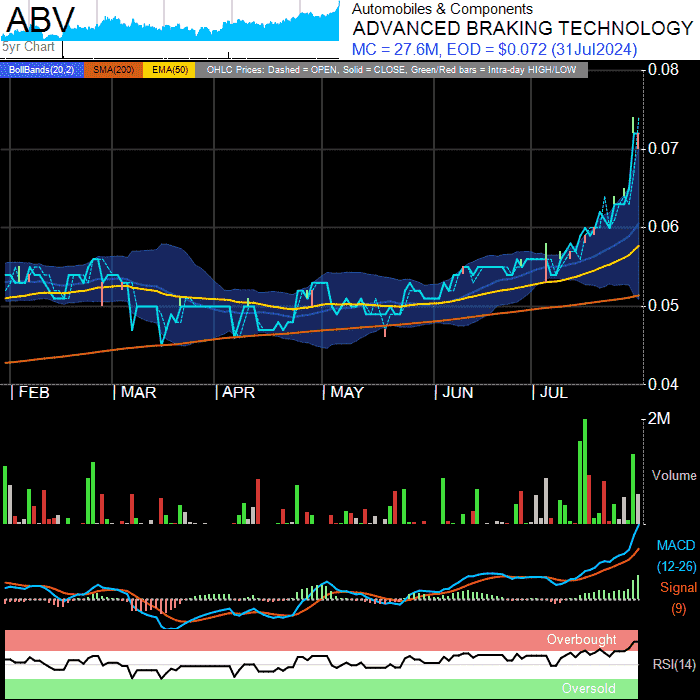 ABV
5yr Chart
Automobiles & Components
ADVANCED BRAKING TECHNOLOGY
MC = 27.6M, EOD = $0.072 (31Jul2024)
BollBands(20,2) SMA(200) EMA(50) OHLC Prices: Dashed = OPEN, Solid = CLOSE, Green/Red bars = Intra-day HIGH/LOW
0.08
0.07
0.06
0.05
0.04
FEB MAR APR MAY JUN JUL
2M
Volume
MACD
(12-26)
Signal
(9)
Overbought
RSI(14)
Oversold